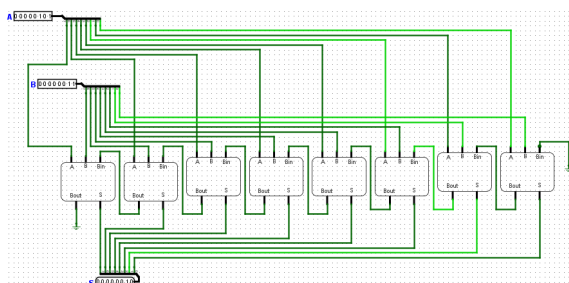 A 00000101
B 00000011
A B Bin A B Bin A B Bin A B Bin A B Bin A B Bin A B Bin A B Bin
Bout S Bout S Bout S Bout S Bout S Bout S Bout S Bout S
S 00000010